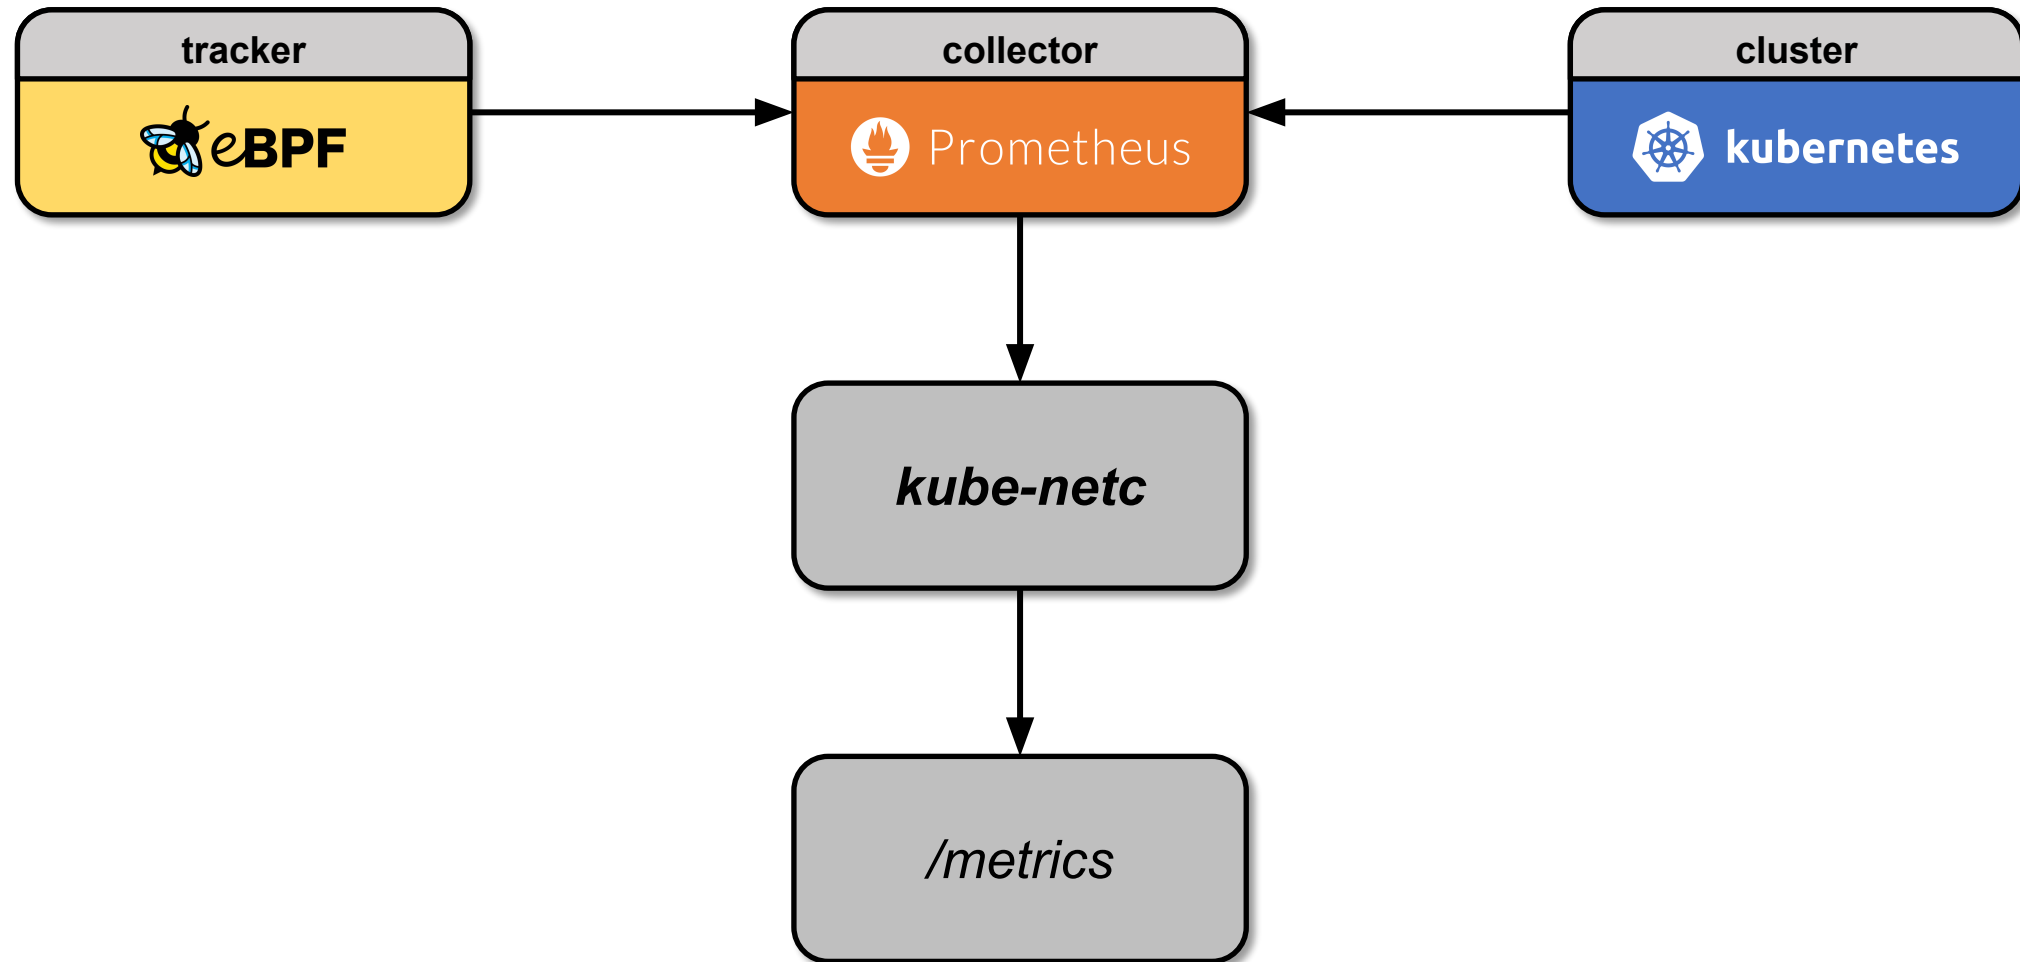 tracker
eBPF
collector
Prometheus
cluster
kubernetes
kube-netc
/metrics